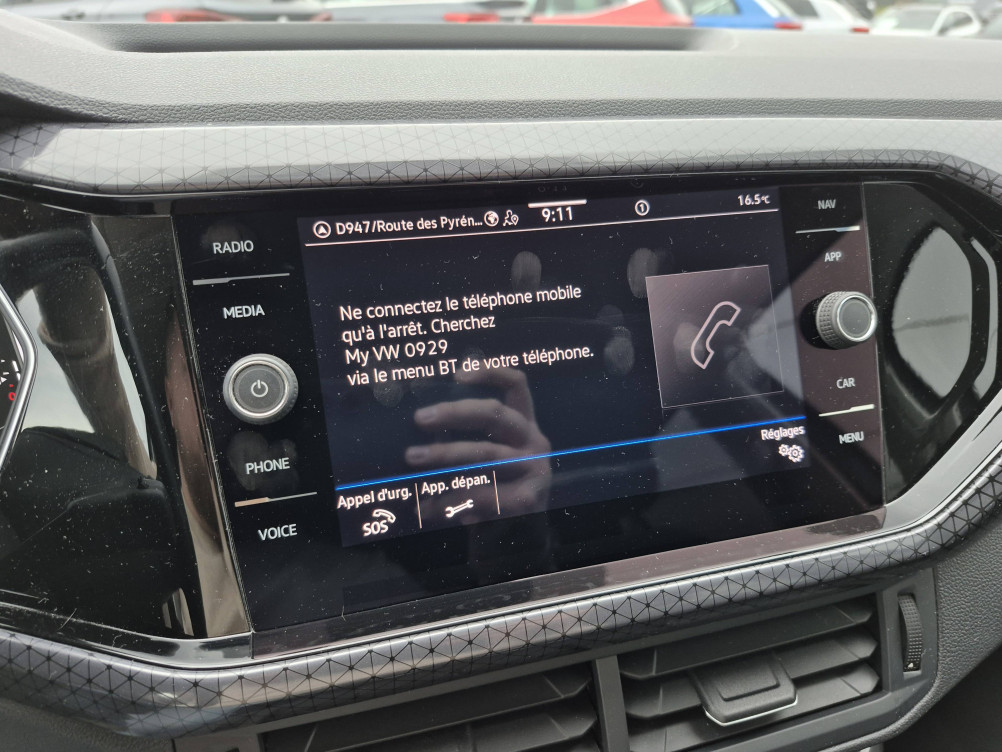 D947/Route des Pyrén...
9:11
1
16.5°C
RADIO
MEDIA
PHONE
VOICE
Ne connectez le téléphone mobile
qu'à l'arrêt. Cherchez
My VW 0929
via le menu BT de votre téléphone.
Réglages
Appel d'urg.
SOS
App. dépan.
NAV
APP
CAR
MENU